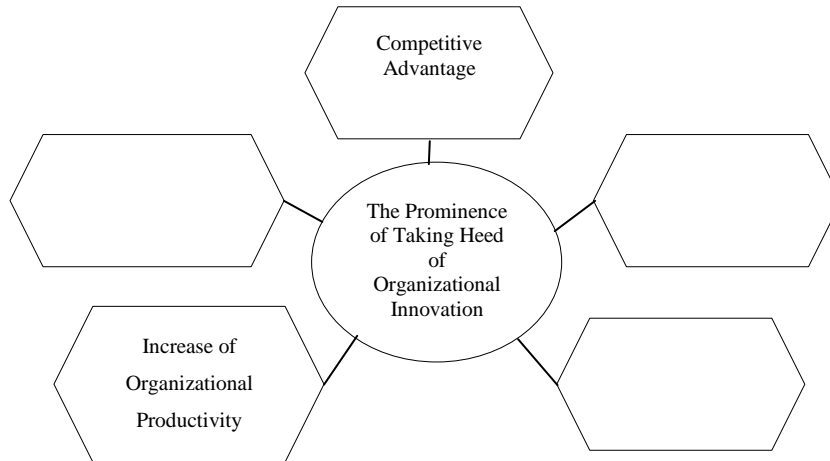 Competitive
Advantage
The Prominence
of Taking Heed
of
Organizational
Innovation
Increase of
Organizational
Productivity